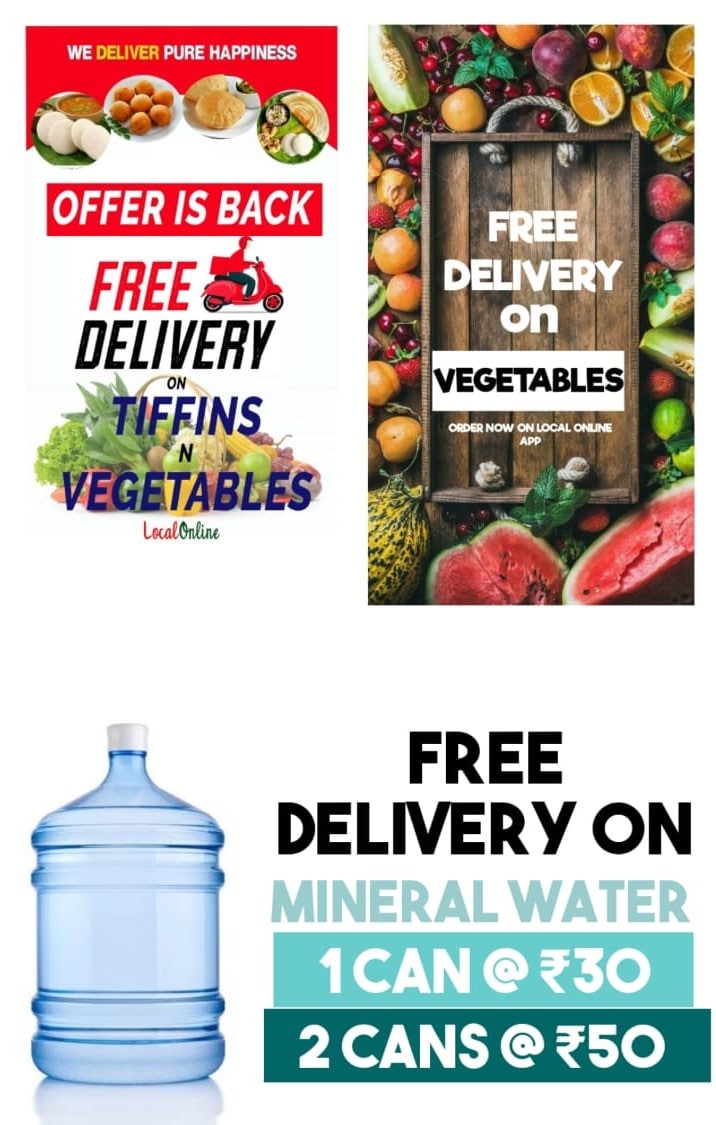 WE DELIVER PURE HAPPINESS
OFFER IS BACK
FREE
DELIVERY
ON
TIFFINS
N
VEGETABLES
LocalOnline
FREE
DELIVERY
on
VEGETABLES
ORDER NOW ON LOCAL ONLINE
APP
FREE
DELIVERY ON
MINERAL WATER
1 CAN @ ₹30
2 CANS @ ₹50